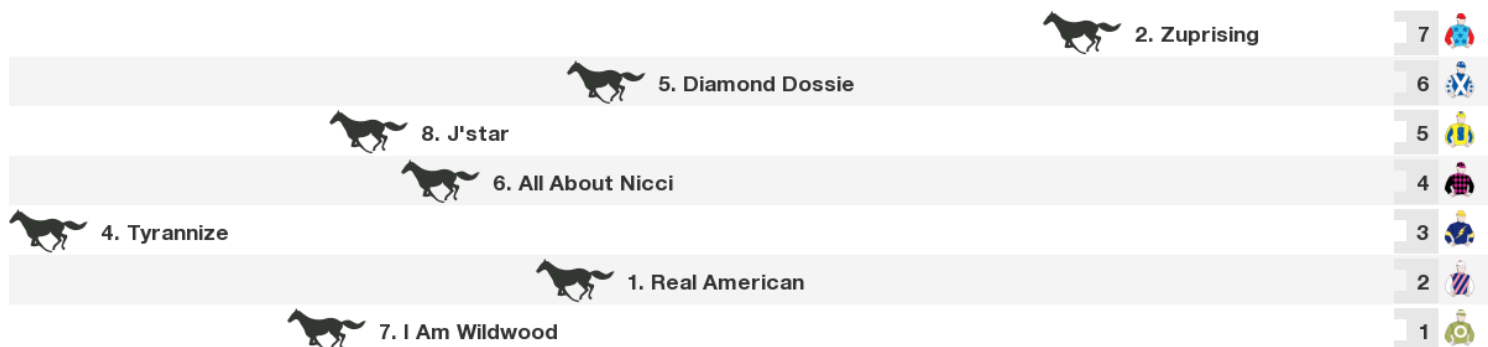 2. Zuprising 7
5. Diamond Dossie 6
8. J'star 5
6. All About Nicci 4
4. Tyrannize 3
1. Real American 2
7. I Am Wildwood 1